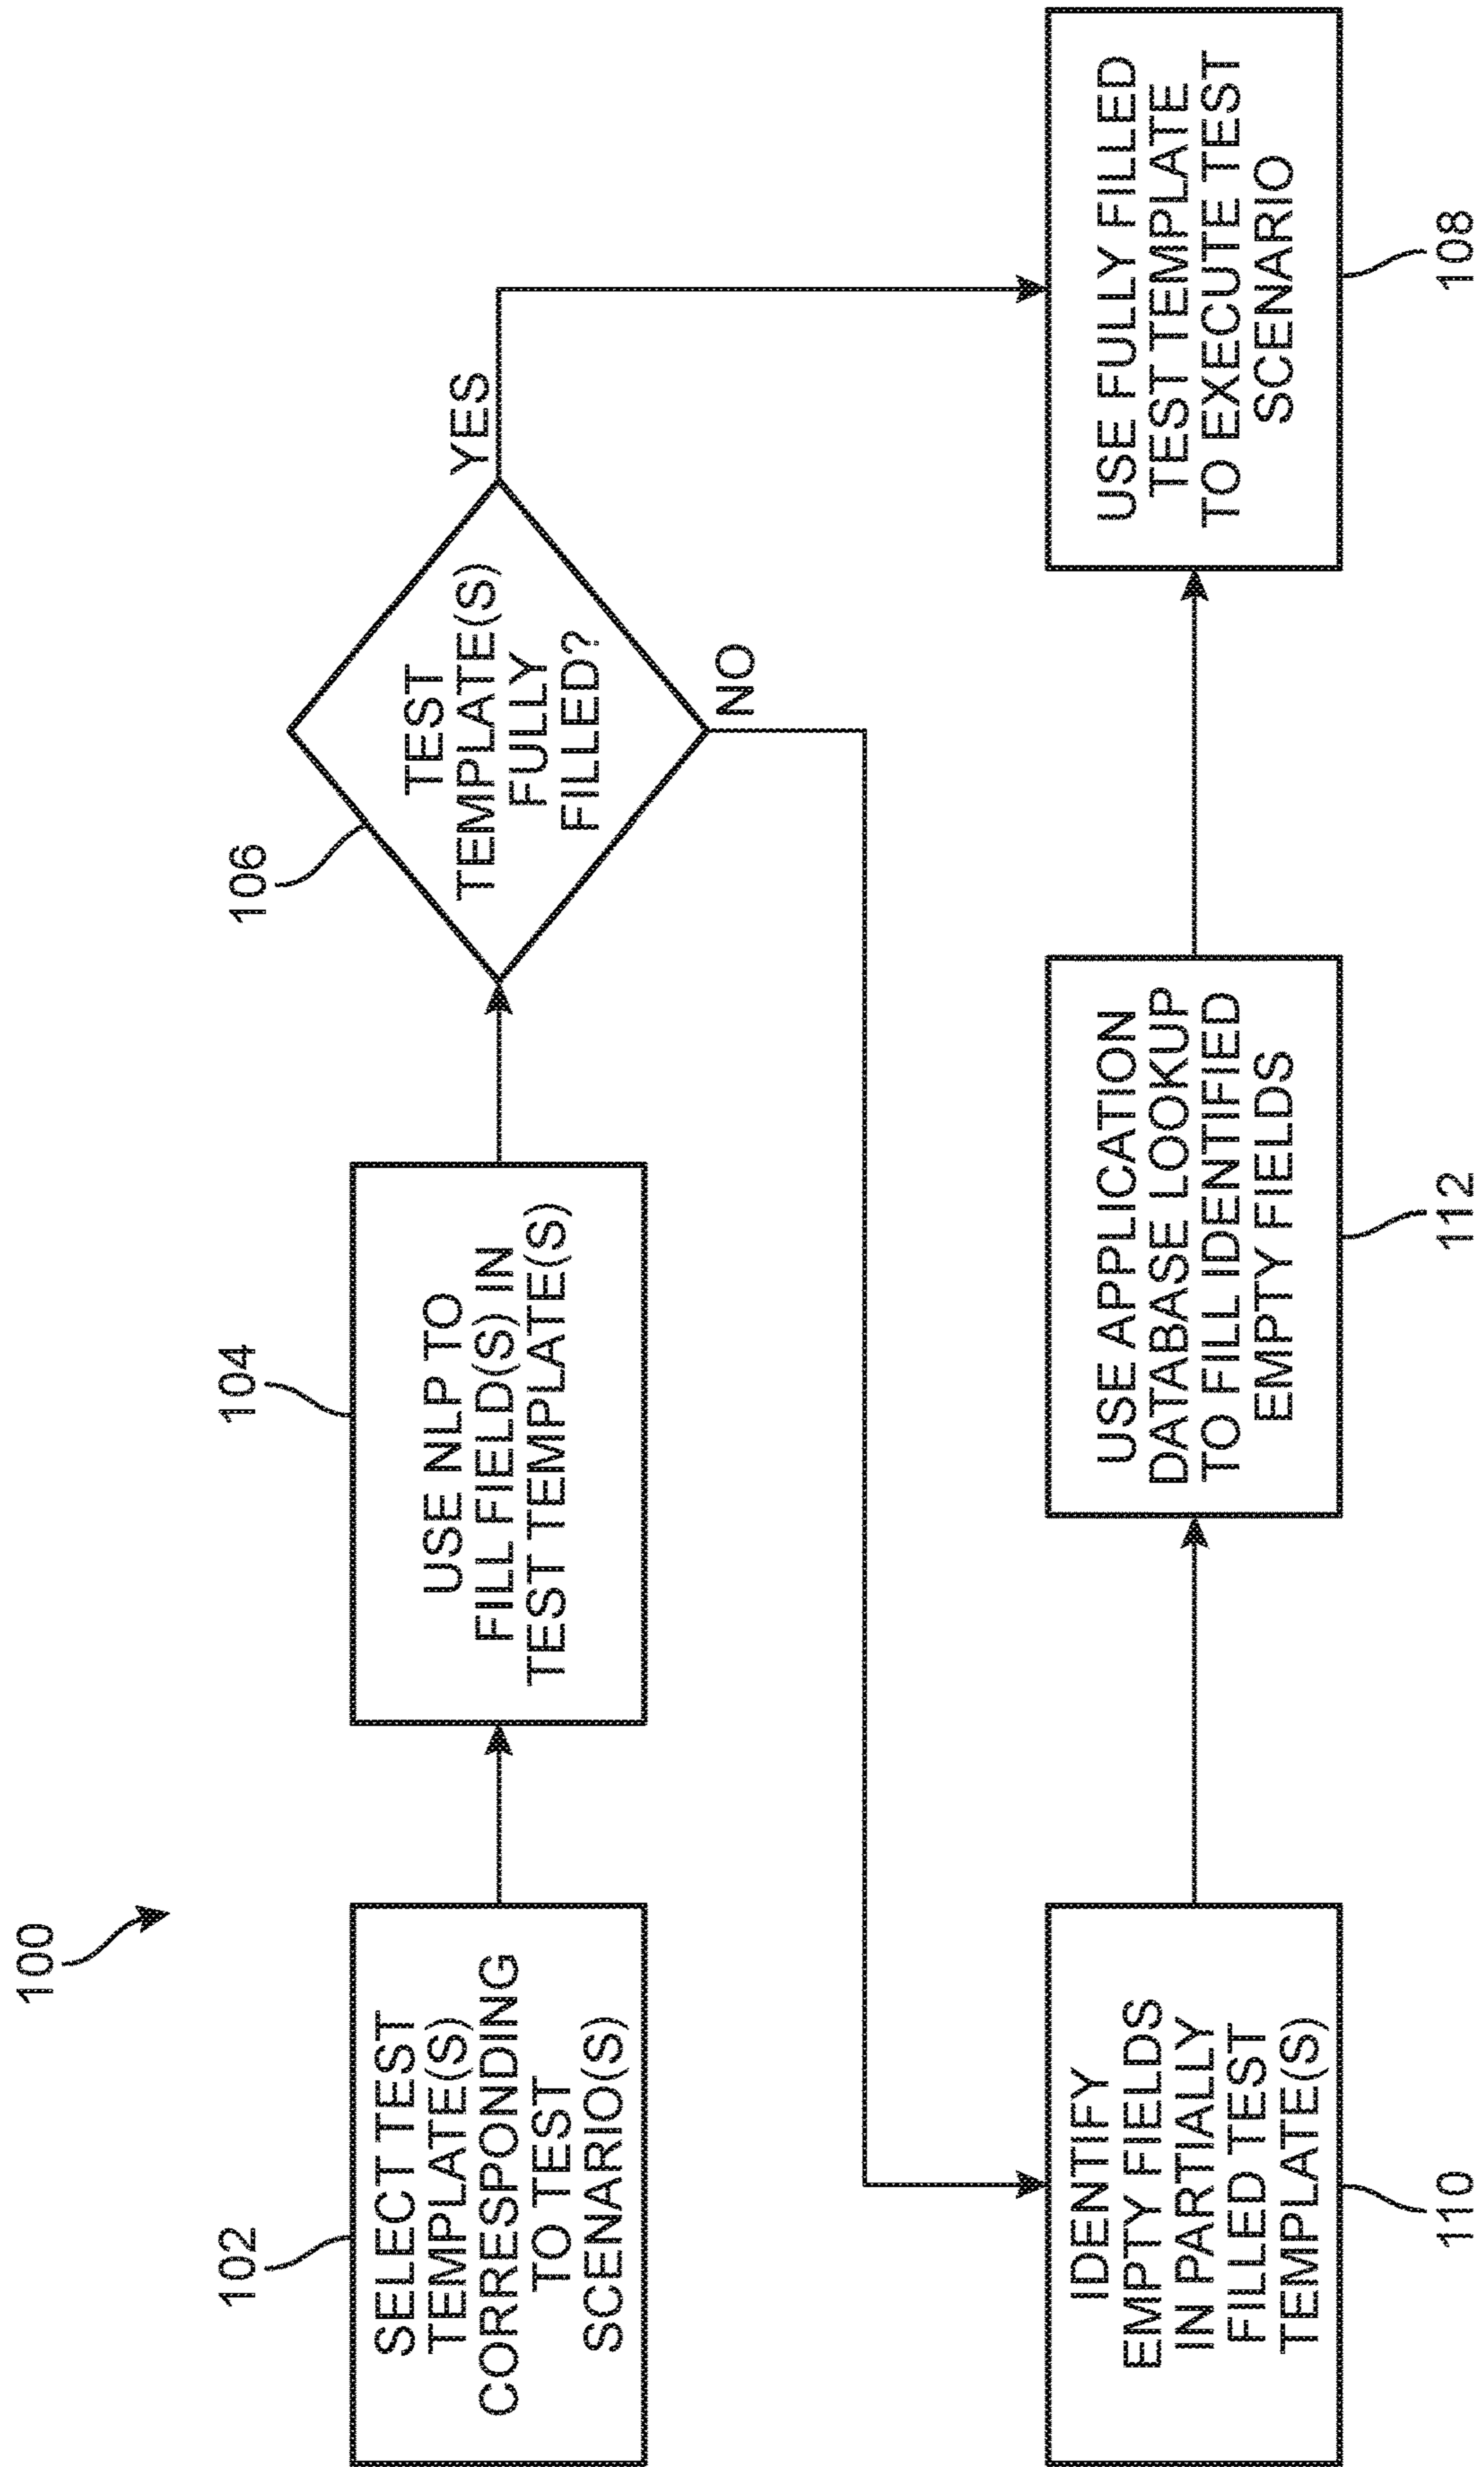 100
102
SELECT TEST
TEMPLATE(S)
CORRESPONDING
TO TEST
SCENARIO(S)
104
USE NLP TO
FILL FIELD(S) IN
TEST TEMPLATE(S)
106
TEST
TEMPLATE(S)
FULLY
FILLED?
YES
NO
IDENTIFY
EMPTY FIELDS
IN PARTIALLY
FILLED TEST
TEMPLATE(S)
110
USE APPLICATION
DATABASE LOOKUP
TO FILL IDENTIFIED
EMPTY FIELDS
112
USE FULLY FILLED
TEST TEMPLATE
TO EXECUTE TEST
SCENARIO
108